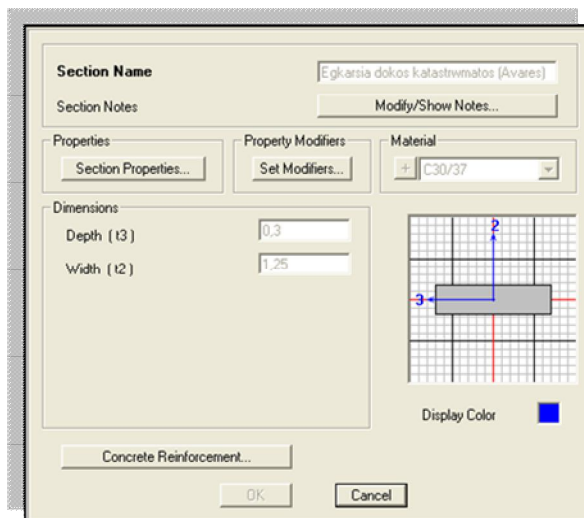 Section Name
Egkarsia dokos katastrwmatos (Avares)
Section Notes
Modify/Show Notes...
Properties
Section Properties...
Property Modifiers
Set Modifiers...
Material
+ C30/37
Dimensions
Depth ( t3 )
0,3
Width ( t2 )
1,25
2
3
Display Color
Concrete Reinforcement...
OK
Cancel